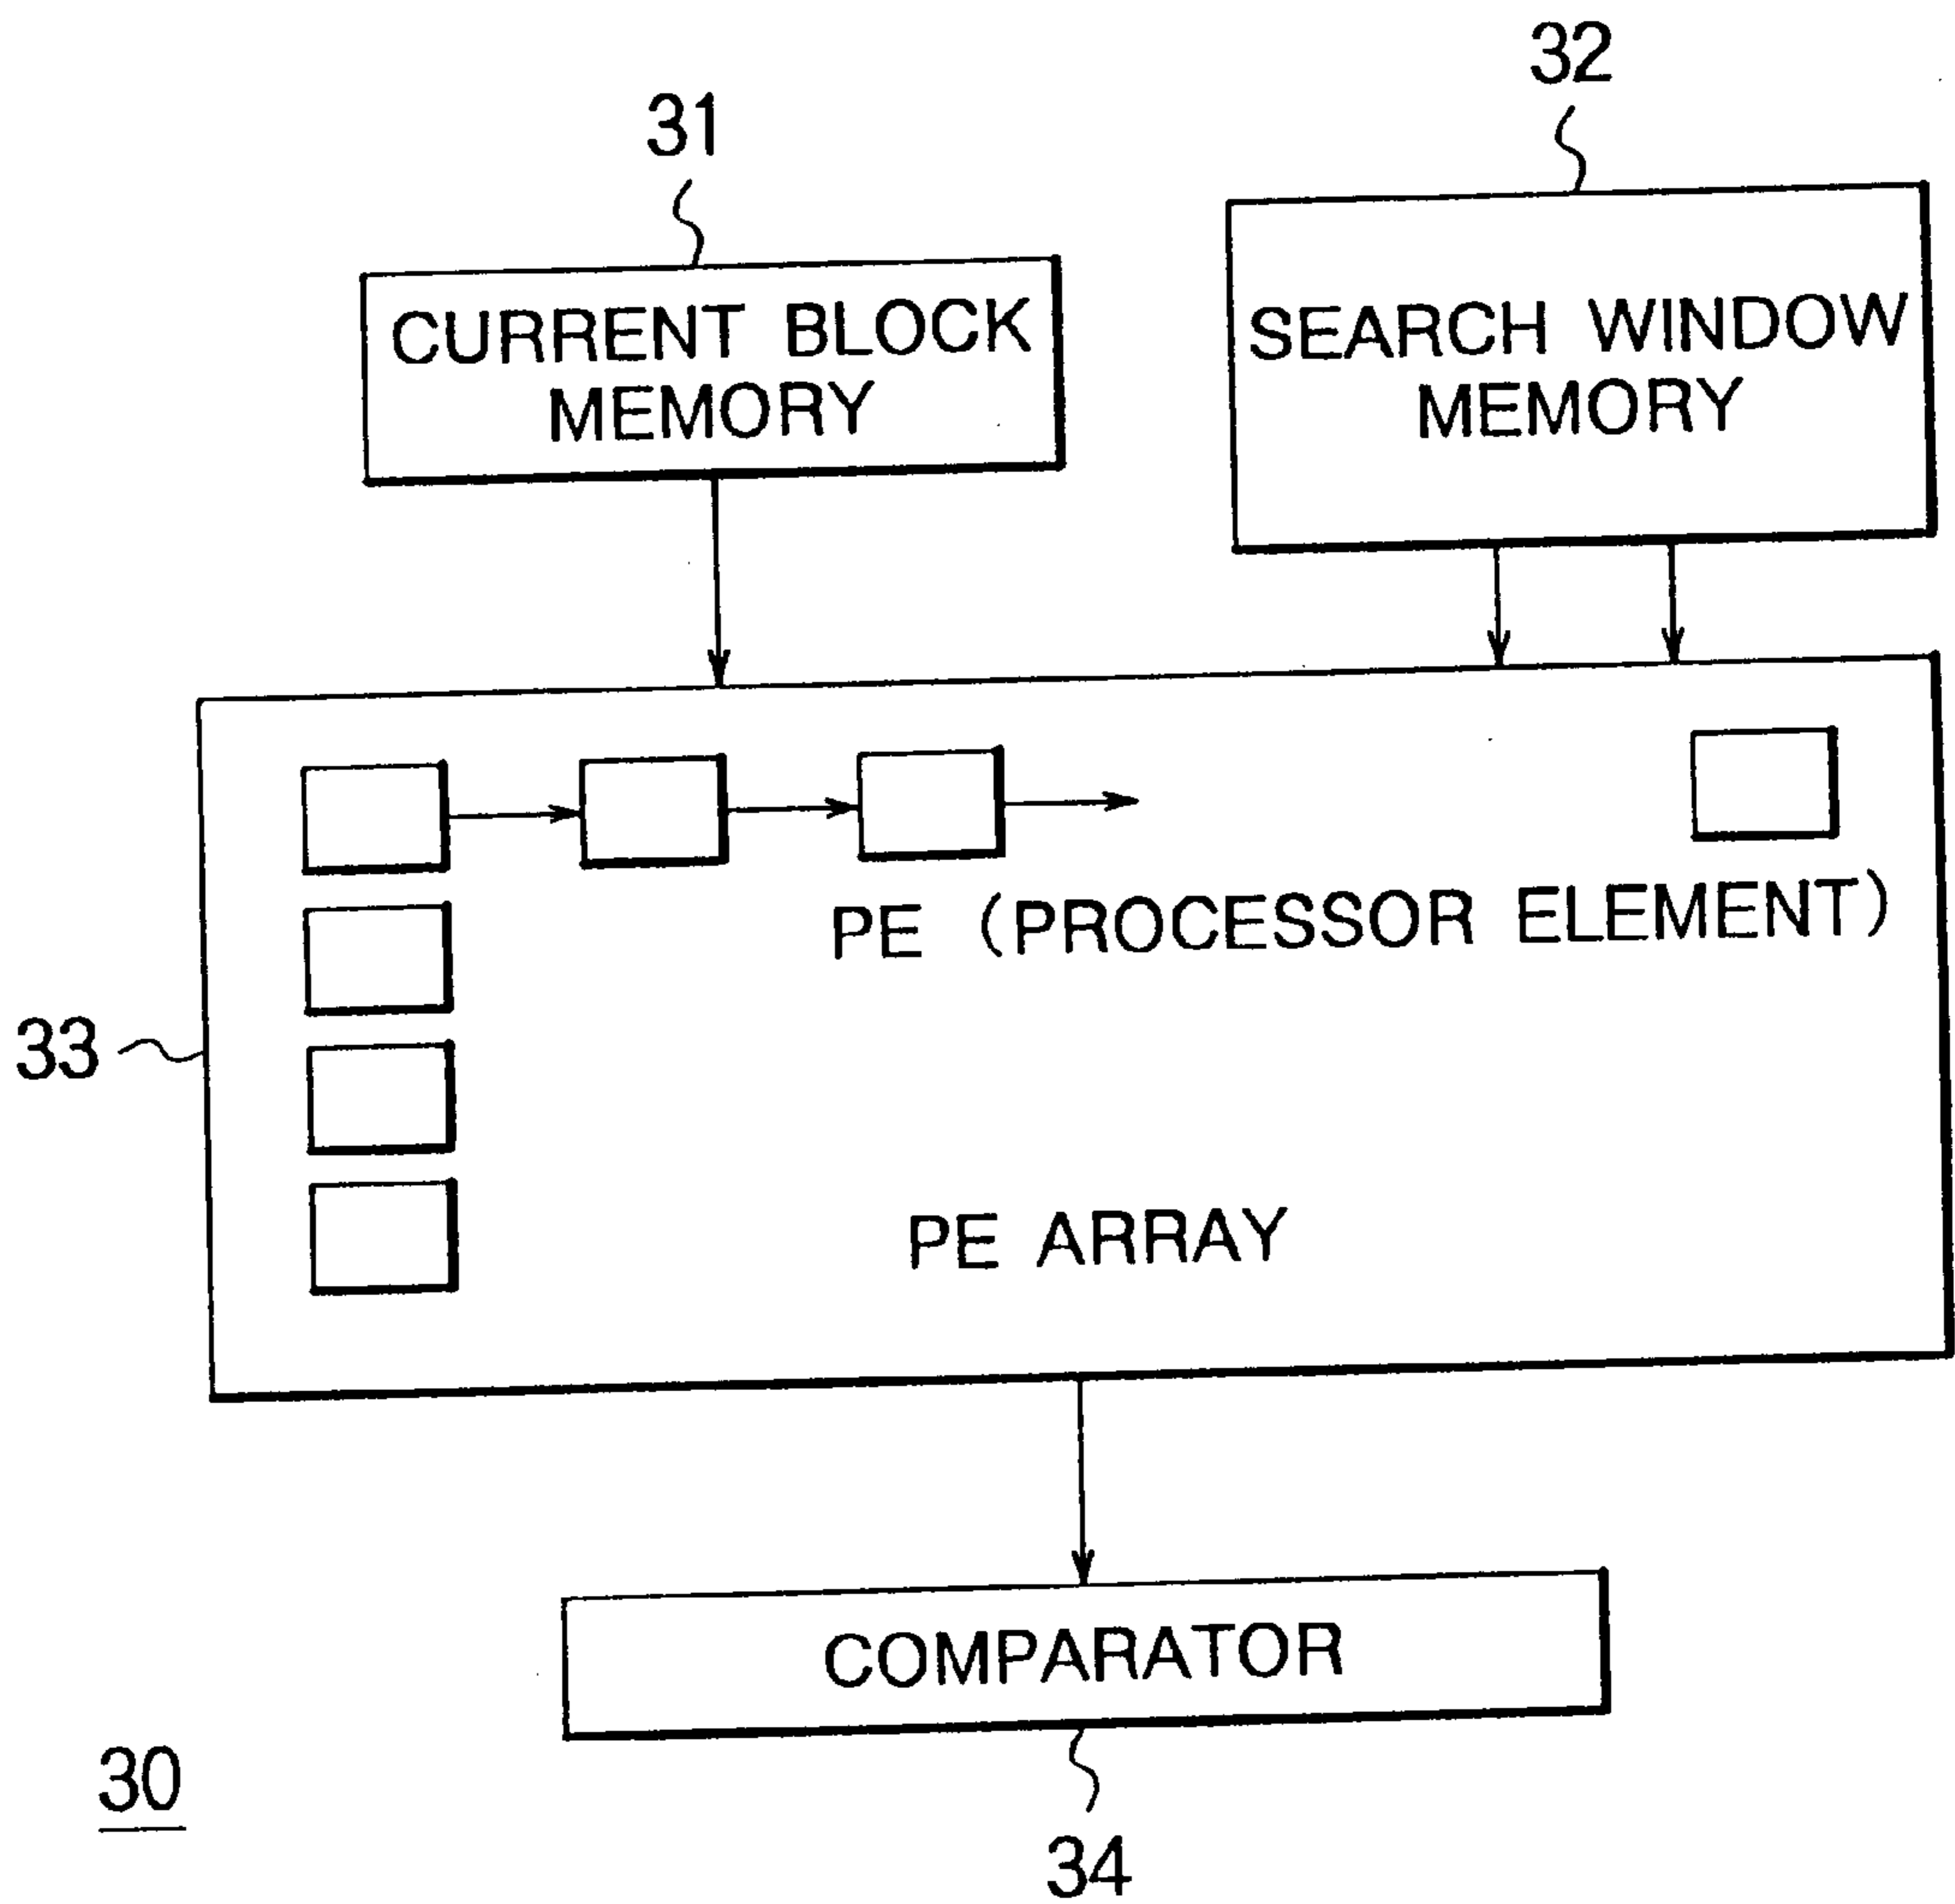 32
31
CURRENT BLOCK
MEMORY
SEARCH WINDOW
MEMORY
PE (PROCESSOR ELEMENT)
33
PE ARRAY
COMPARATOR
30
34